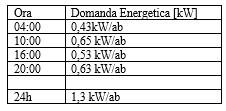 Ora Domanda Energetica [kW]
04:00 0,43kW/ab
10:00 0,65 kW/ab
16:00 0,53 kW/ab
20:00 0,63 kW/ab
24h 1,3 kW/ab